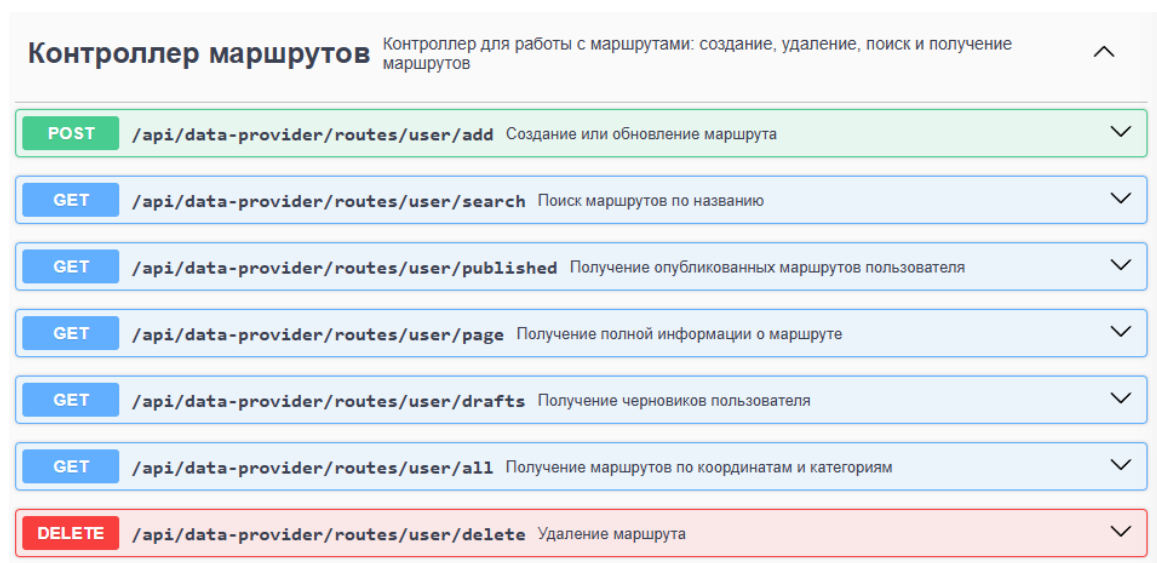 Контроллер маршрутов Контроллер для работы с маршрутами: создание, удаление, поиск и получение
маршрутов
POST /api/data-provider/routes/user/add Создание или обновление маршрута
GET /api/data-provider/routes/user/search Поиск маршрутов по названию
GET /api/data-provider/routes/user/published Получение опубликованных маршрутов пользователя
GET /api/data-provider/routes/user/page Получение полной информации о маршруте
GET /api/data-provider/routes/user/drafts Получение черновиков пользователя
GET /api/data-provider/routes/user/all Получение маршрутов по координатам и категориям
DELETE /api/data-provider/routes/user/delete Удаление маршрута